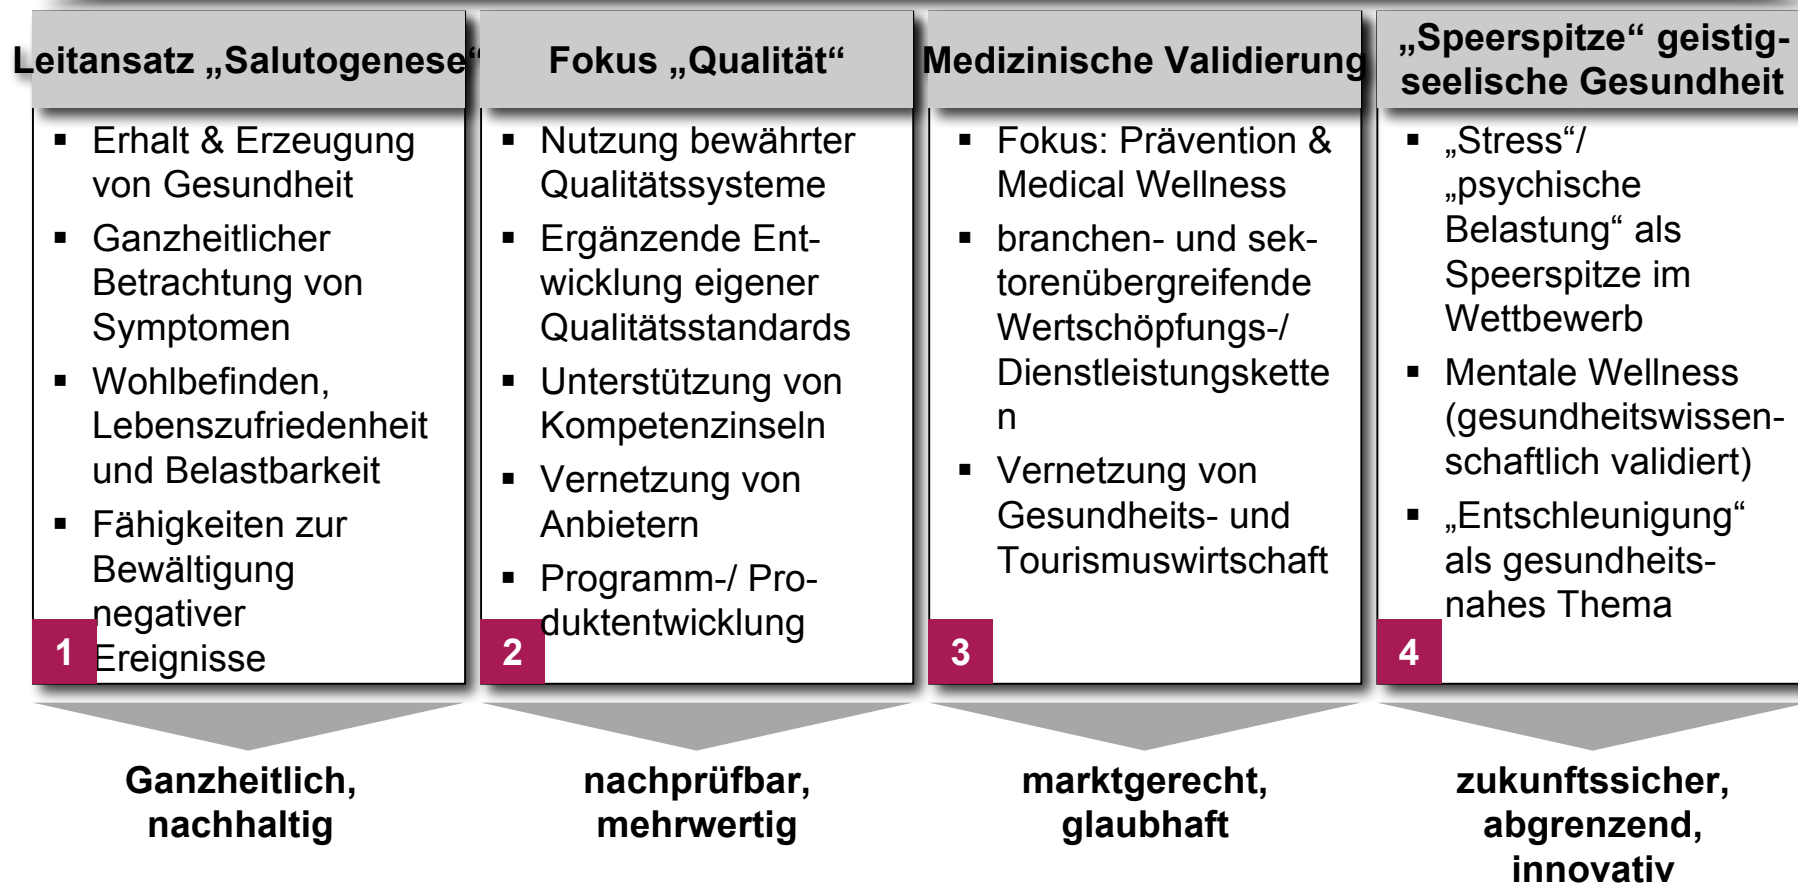 Leitansatz „Salutogenese“
▪ Erhalt & Erzeugung
von Gesundheit
▪ Ganzheitlicher
Betrachtung von
Symptomen
▪ Wohlbefinden,
Lebenszufriedenheit
und Belastbarkeit
▪ Fähigkeiten zur
Bewältigung
negativer
Ereignisse
1
Ganzheitlich,
nachhaltig
Fokus „Qualität“
▪ Nutzung bewährter
Qualitätssysteme
▪ Ergänzende Ent-
wicklung eigener
Qualitätsstandards
▪ Unterstützung von
Kompetenzinseln
▪ Vernetzung von
Anbietern
▪ Programm-/ Pro-
duktentwicklung
2
nachprüfbar,
mehrwertig
Medizinische Validierung
▪ Fokus: Prävention &
Medical Wellness
▪ branchen- und sek-
torenübergreifende
Wertschöpfungs-/
Dienstleistungskette
n
▪ Vernetzung von
Gesundheits- und
Tourismuswirtschaft
3
marktgerecht,
glaubhaft
„Speerspitze“ geistig-
seelische Gesundheit
▪ „Stress“/
„psychische
Belastung“ als
Speerspitze im
Wettbewerb
▪ Mentale Wellness
(gesundheitswissen-
schaftlich validiert)
▪ „Entschleunigung“
als gesundheits-
nahes Thema
4
zukunftssicher,
abgrenzend,
innovativ